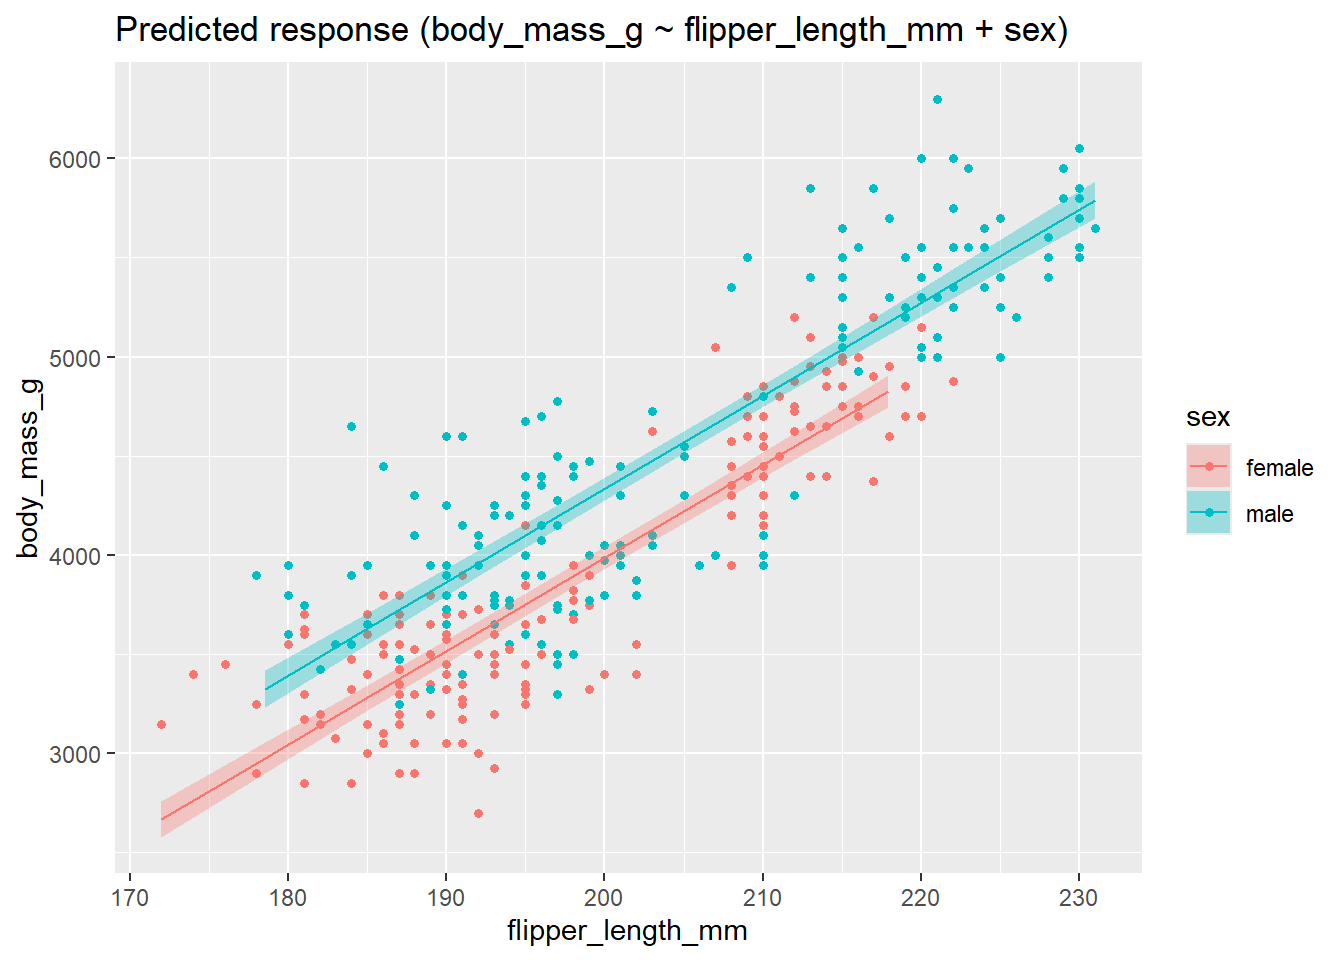 Predicted response (body_mass_g ~ flipper_length_mm + sex)
6000
5000
4000
3000
body_mass_g
170 180 190 200 210 220 230
flipper_length_mm
sex
female
male